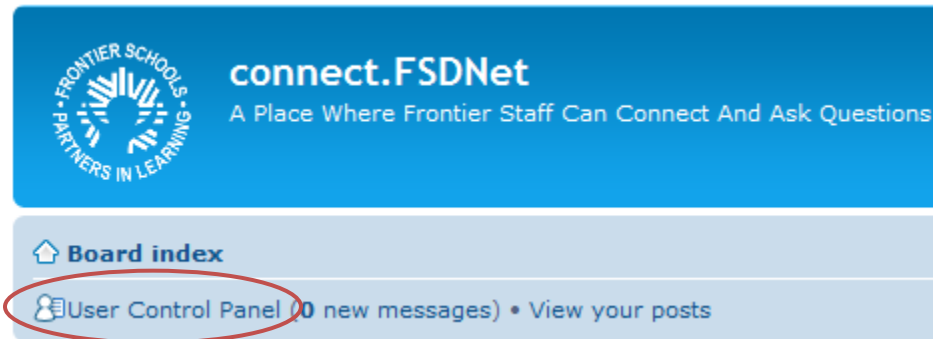 FRONTIER SCHOOLS • PARTNERS IN LEARNING •
connect.FSDNet
A Place Where Frontier Staff Can Connect And Ask Questions
Board index
User Control Panel (0 new messages) • View your posts